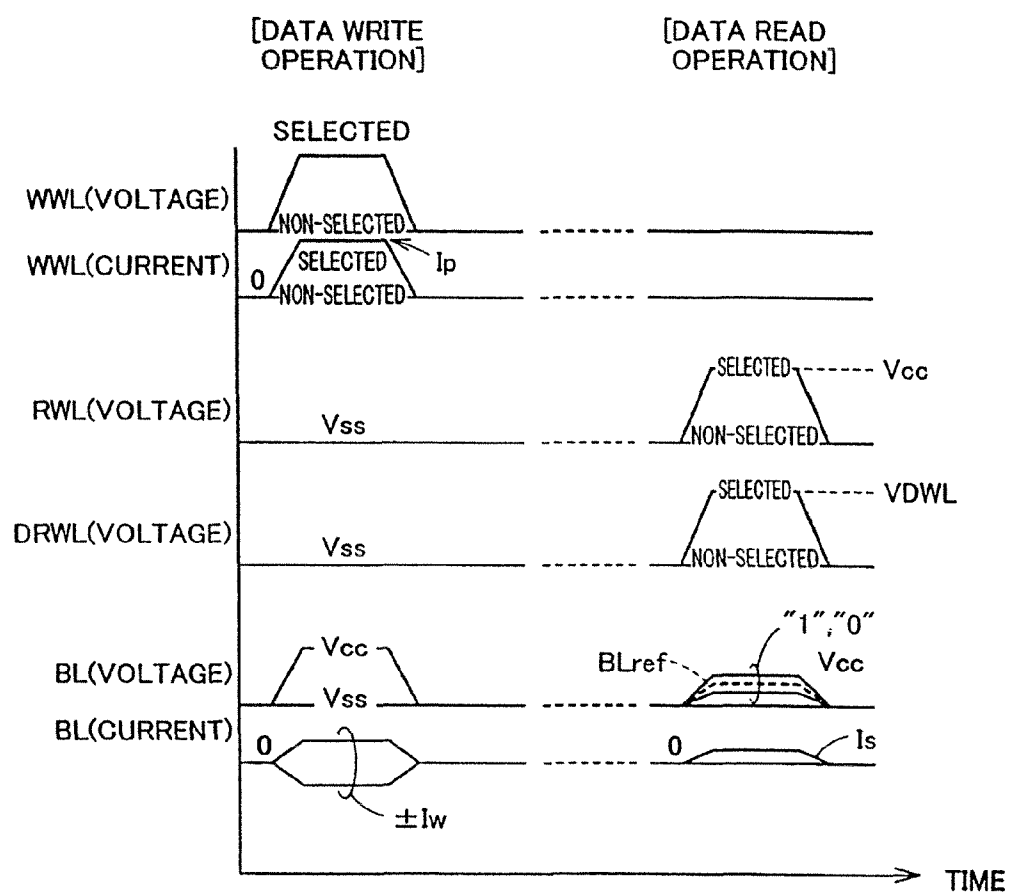 [DATA WRITE
OPERATION]
[DATA READ
OPERATION]
SELECTED
WWL(VOLTAGE)
NON-SELECTED
WWL(CURRENT)
0
SELECTED
Ip
NON-SELECTED
SELECTED
Vcc
RWL(VOLTAGE)
Vss
NON-SELECTED
SELECTED
VDWL
DRWL(VOLTAGE)
Vss
NON-SELECTED
"1","0"
BL(VOLTAGE)
Vcc
BLref
Vcc
Vss
BL(CURRENT)
0
0
Is
±Iw
TIME